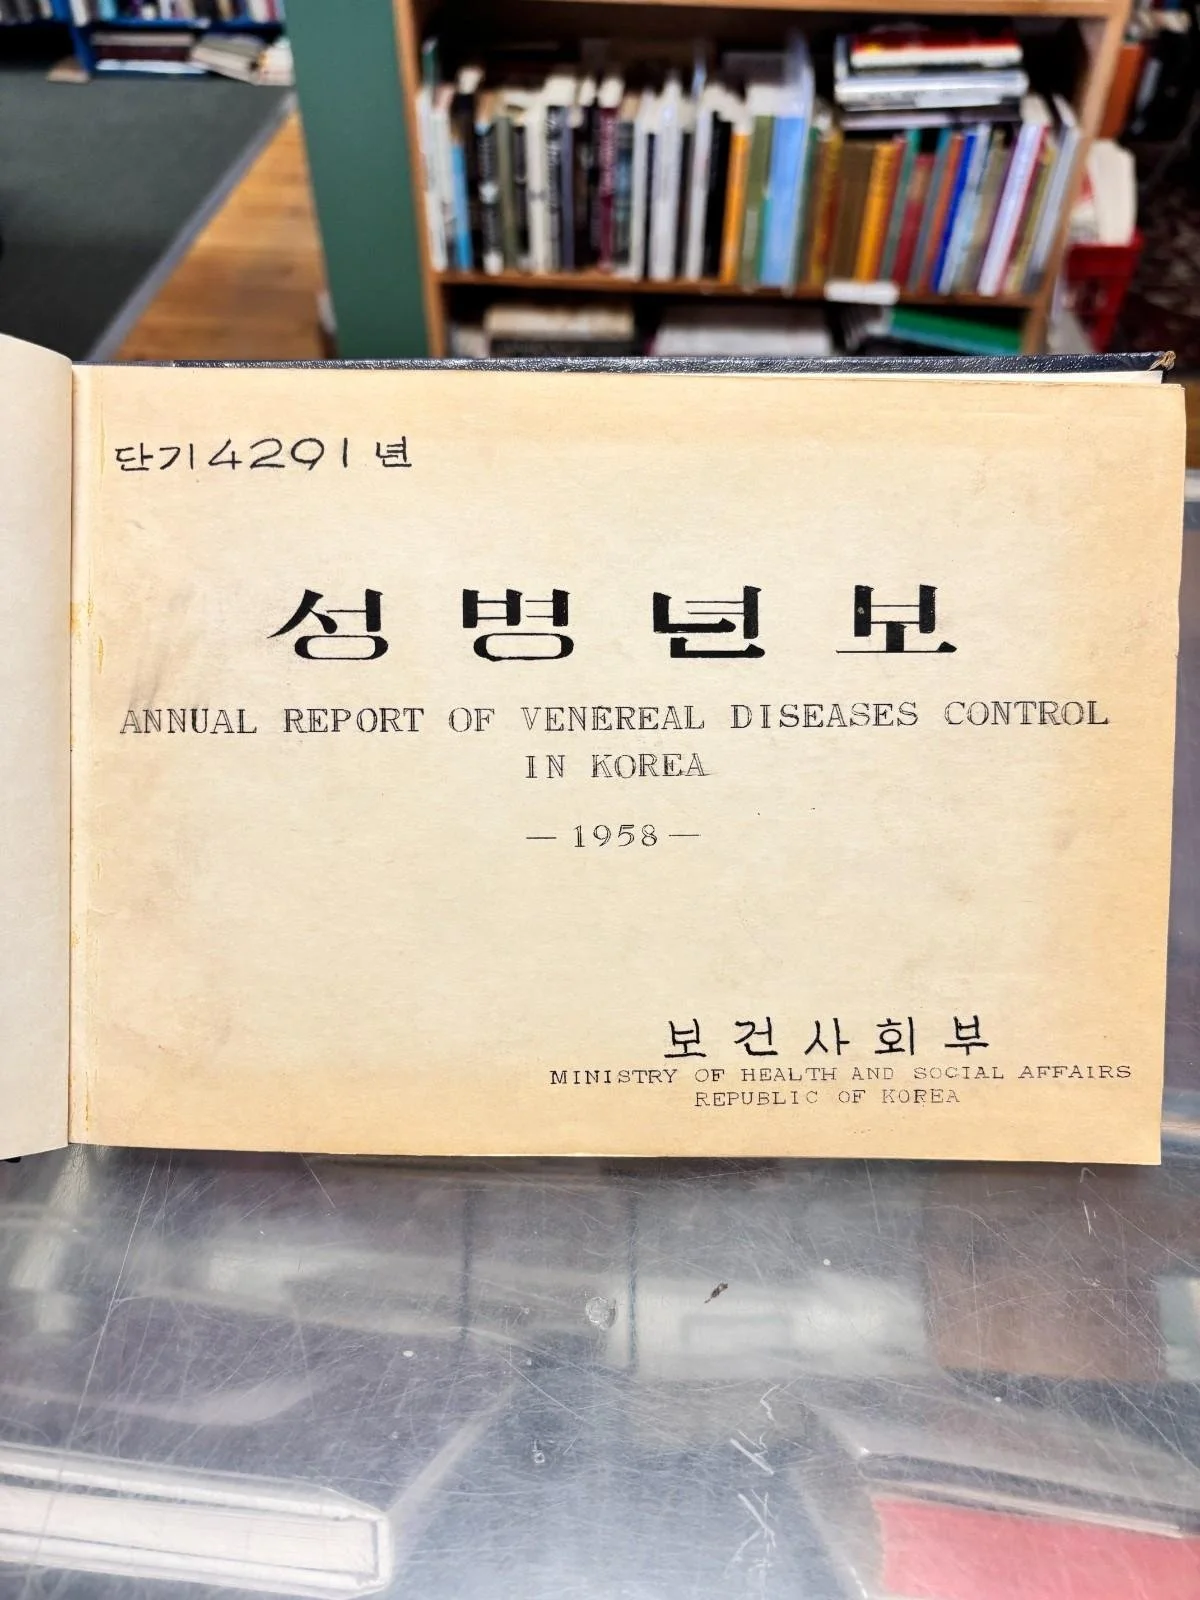 단기4291년
성병년보
ANNUAL REPORT OF VENEREAL DISEASES CONTROL
IN KOREA
— 1958 —
보건사회부
MINISTRY OF HEALTH AND SOCIAL AFFAIRS
REPUBLIC OF KOREA